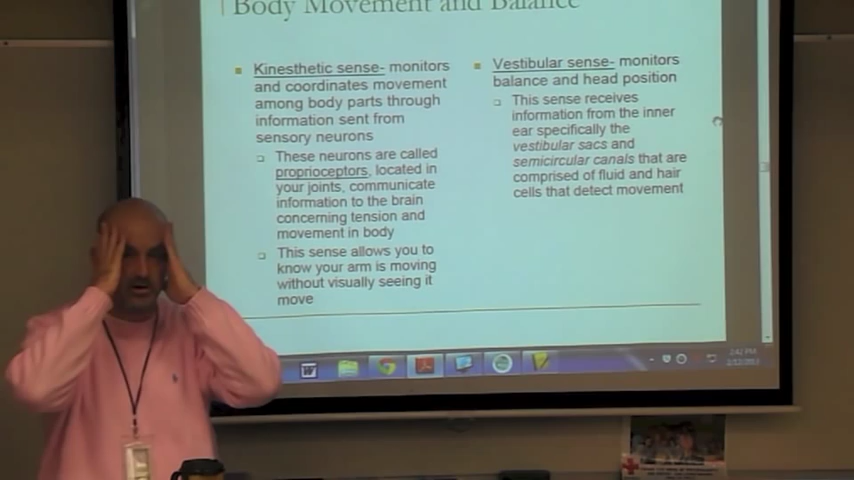 Body Movement and Balance
Kinesthetic sense- monitors
and coordinates movement
among body parts through
information sent from
sensory neurons
These neurons are called
proprioceptors, located in
your joints, communicate
information to the brain
concerning tension and
movement in body
This sense allows you to
know your arm is moving
without visually seeing it
move
Vestibular sense- monitors
balance and head position
This sense receives
information from the inner
ear specifically the
vestibular sacs and
semicircular canals that are
comprised of fluid and hair
cells that detect movement
W
2:42 PM